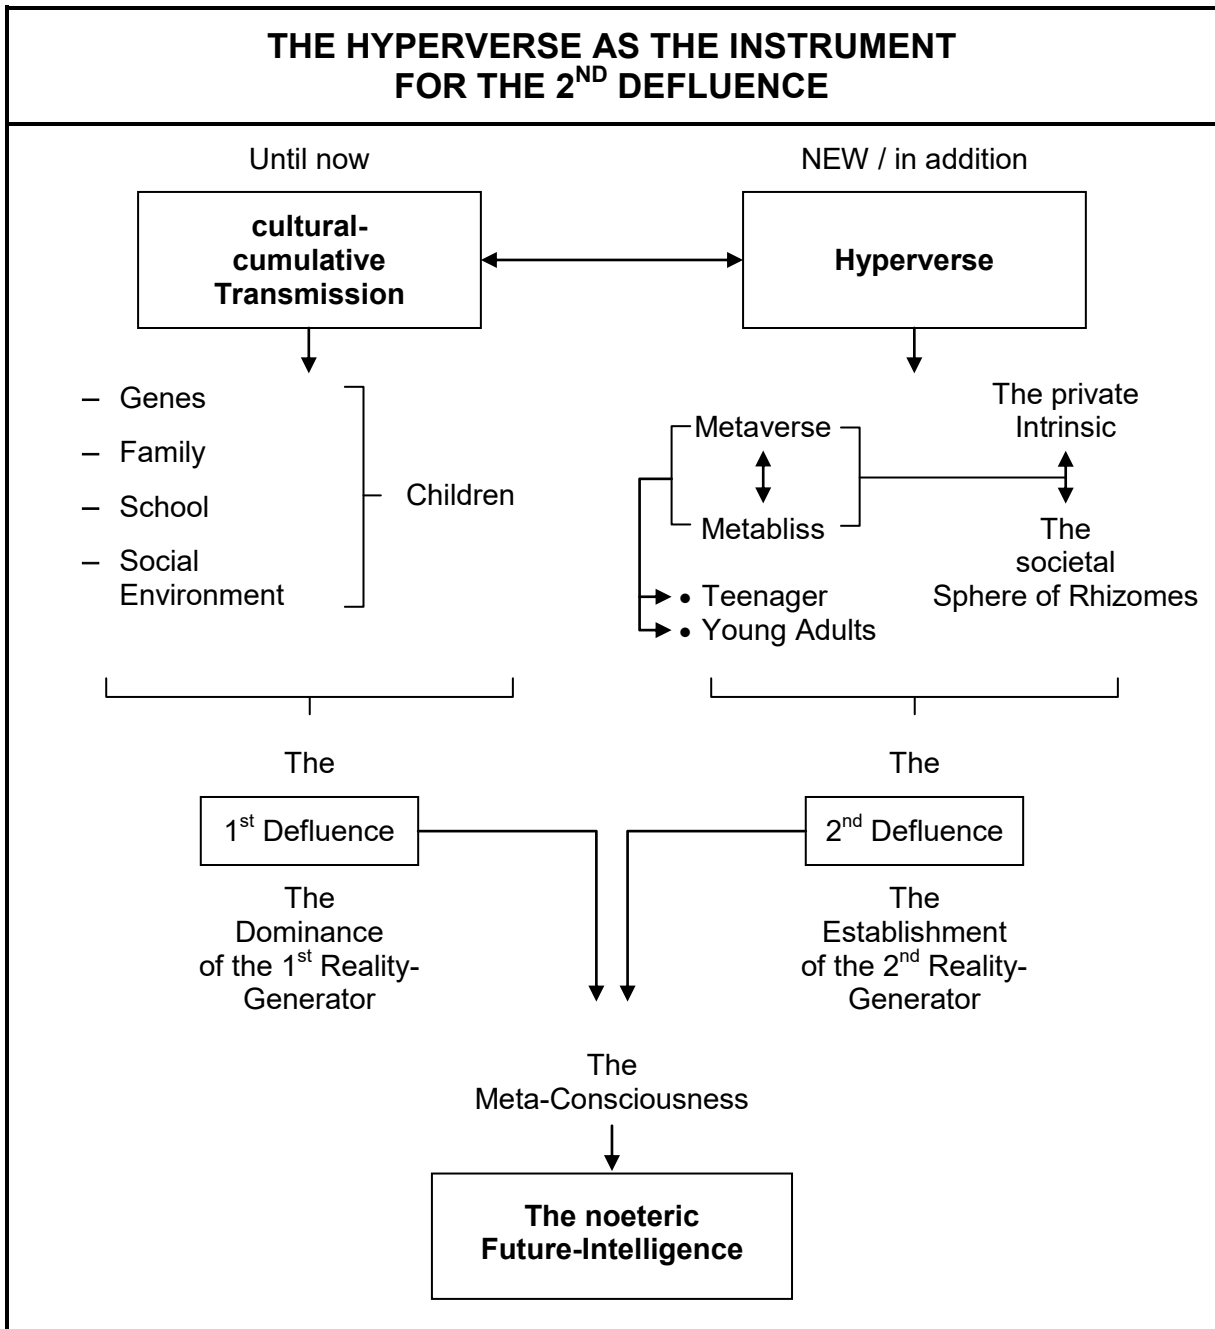 THE HYPERVERSE AS THE INSTRUMENT
FOR THE 2ND DEFLUENCE
Until now
cultural-
cumulative
Transmission
– Genes
– Family
– School
– Social
Environment
Children
NEW / in addition
Hyperverse
Metaverse
Metabliss
The private
Intrinsic
The
societal
Sphere of Rhizomes
• Teenager
• Young Adults
The
1st Defluence
The
Dominance
of the 1st Reality-
Generator
The
2nd Defluence
The
Establishment
of the 2nd Reality-
Generator
The
Meta-Consciousness
The noeteric
Future-Intelligence